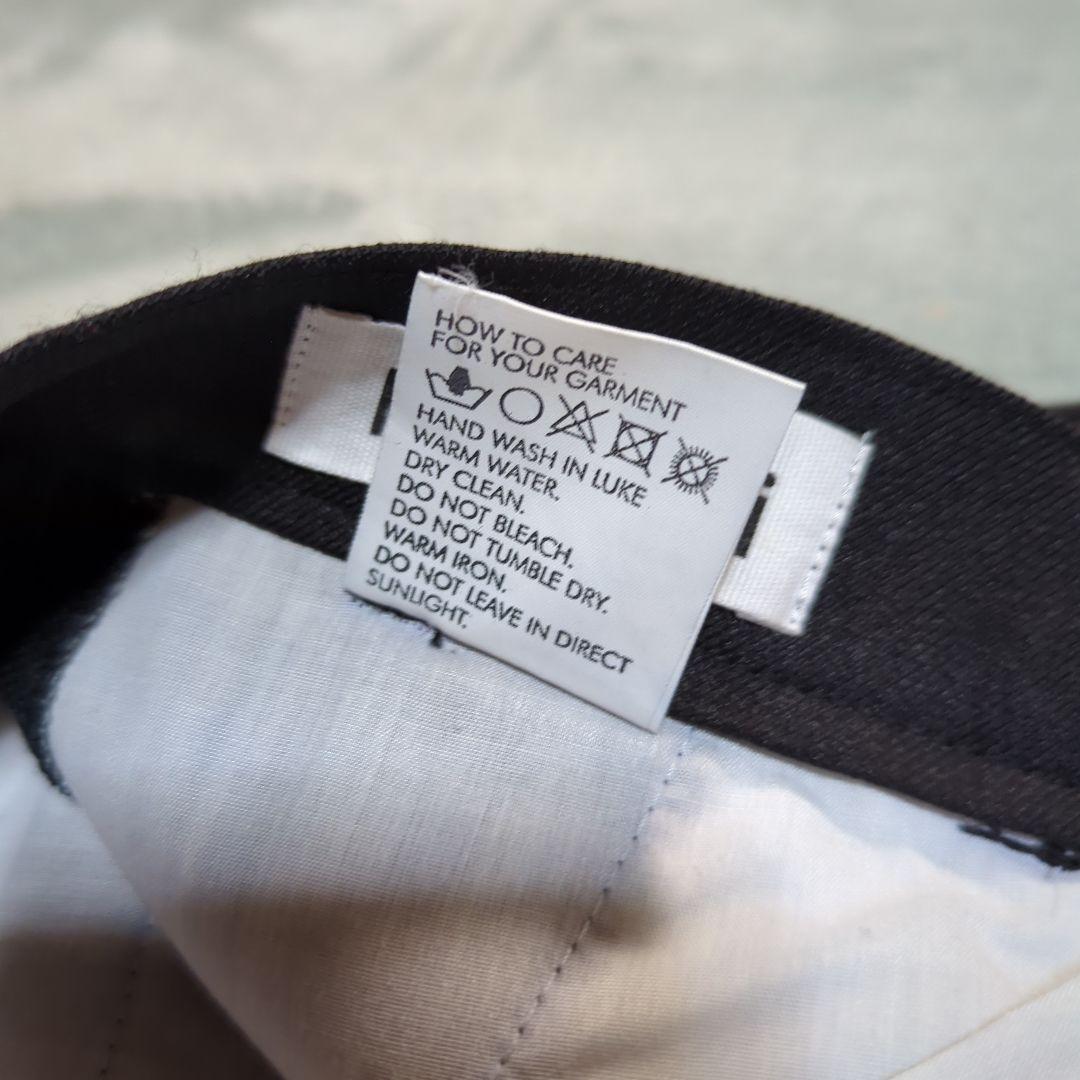 HOW TO CARE
FOR YOUR GARMENT
HAND WASH IN LUKE
WARM WATER.
DRY CLEAN.
DO NOT BLEACH.
DO NOT TUMBLE DRY.
WARM IRON.
DO NOT LEAVE IN DIRECT
SUNLIGHT.